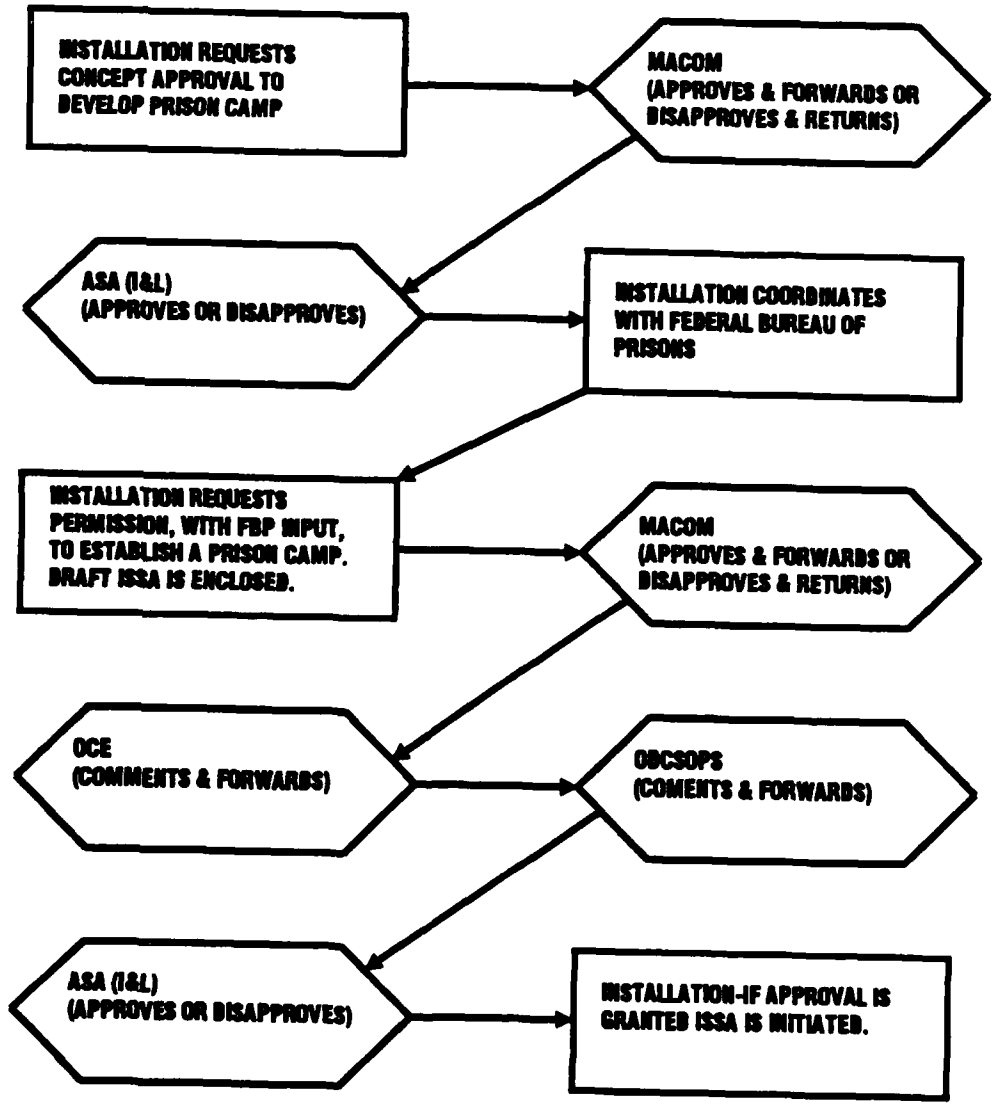 INSTALLATION REQUESTS
CONCEPT APPROVAL TO
DEVELOP PRISON CAMP
MACOM
(APPROVES & FORWARDS OR
DISAPPROVES & RETURNS)
ASA (I&L)
(APPROVES OR DISAPPROVES)
INSTALLATION COORDINATES
WITH FEDERAL BUREAU OF
PRISONS
INSTALLATION REQUESTS
PERMISSION, WITH FBP INPUT,
TO ESTABLISH A PRISON CAMP.
DRAFT ISSA IS ENCLOSED.
MACOM
(APPROVES & FORWARDS OR
DISAPPROVES & RETURNS)
OCE
(COMMENTS & FORWARDS)
ODCSOPS
(COMENTS & FORWARDS)
ASA (I&L)
(APPROVES OR DISAPPROVES)
INSTALLATION-IF APPROVAL IS
GRANTED ISSA IS INITIATED.